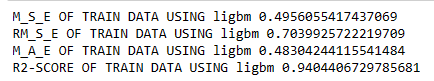 M_S_E OF TRAIN DATA USING ligbm 0.4956055417437069
RM_S_E OF TRAIN DATA USING ligbm 0.7039925722219709
M_A_E OF TRAIN DATA USING ligbm 0.48304244115541484
R2-SCORE OF TRAIN DATA USING ligbm 0.9404406729785681